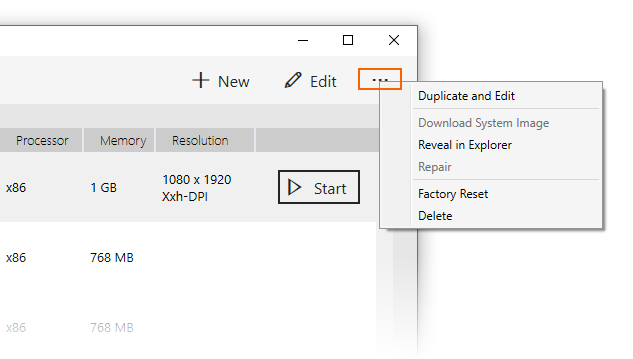 New Edit ...
Duplicate and Edit
Download System Image
Reveal in Explorer
Repair
Factory Reset
Delete
Processor Memory Resolution
x86 1 GB 1080 x 1920
Xxh-DPI
Start
x86 768 MB
x86 768 MB